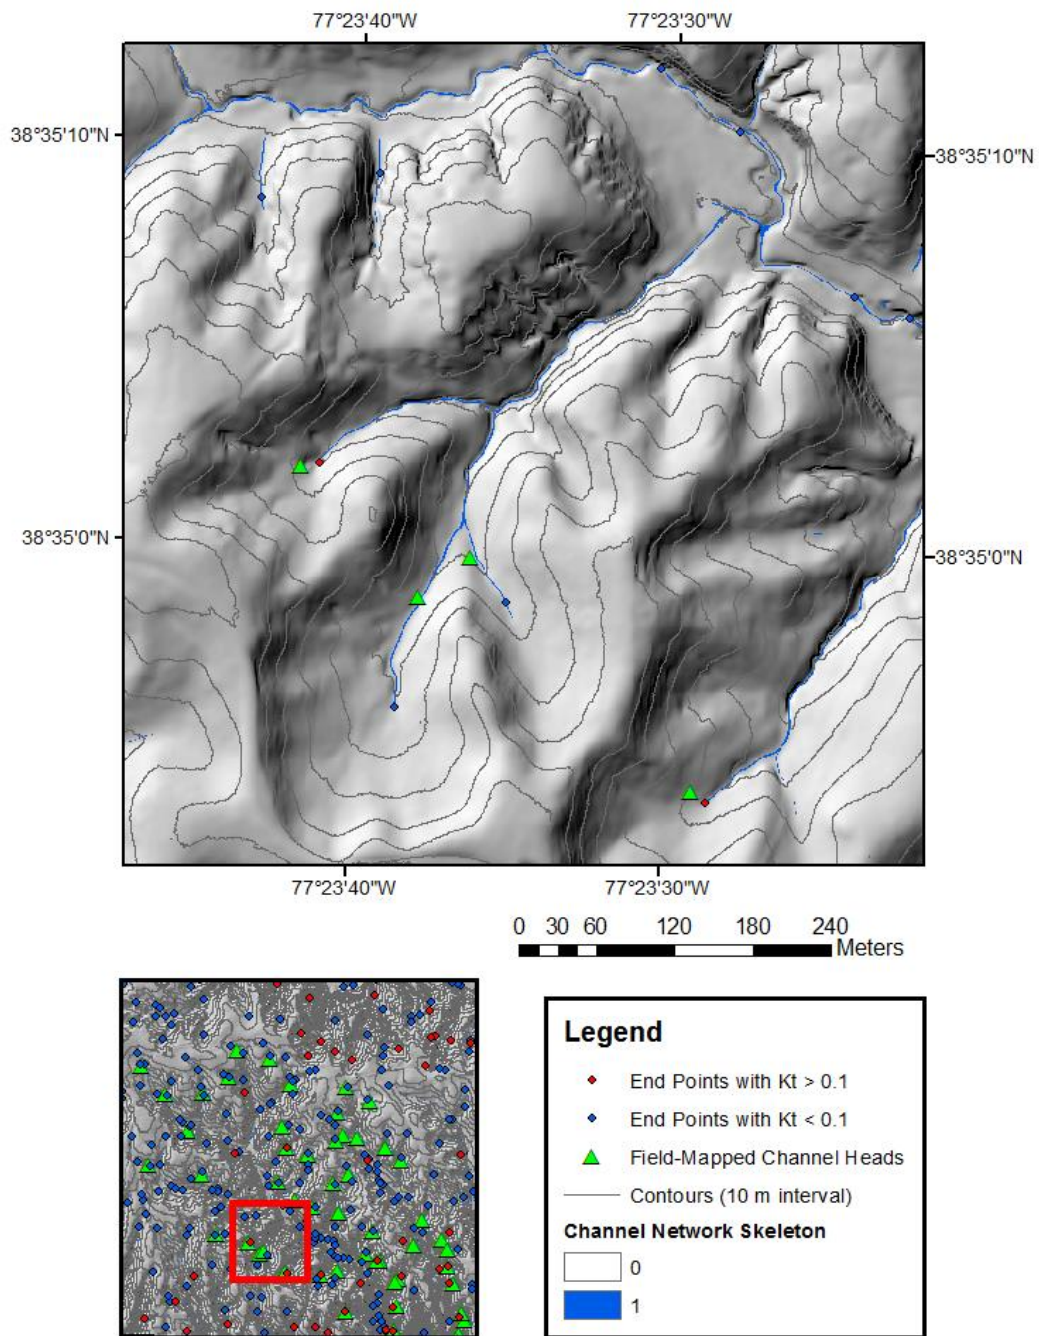 77°23'40"W 77°23'30"W
38°35'10"N 38°35'10"N
38°35'0"N 38°35'0"N
77°23'40"W 77°23'30"W
0 30 60 120 180 240
Meters
Legend
End Points with Kt > 0.1
End Points with Kt < 0.1
Field-Mapped Channel Heads
Contours (10 m interval)
Channel Network Skeleton
0
1